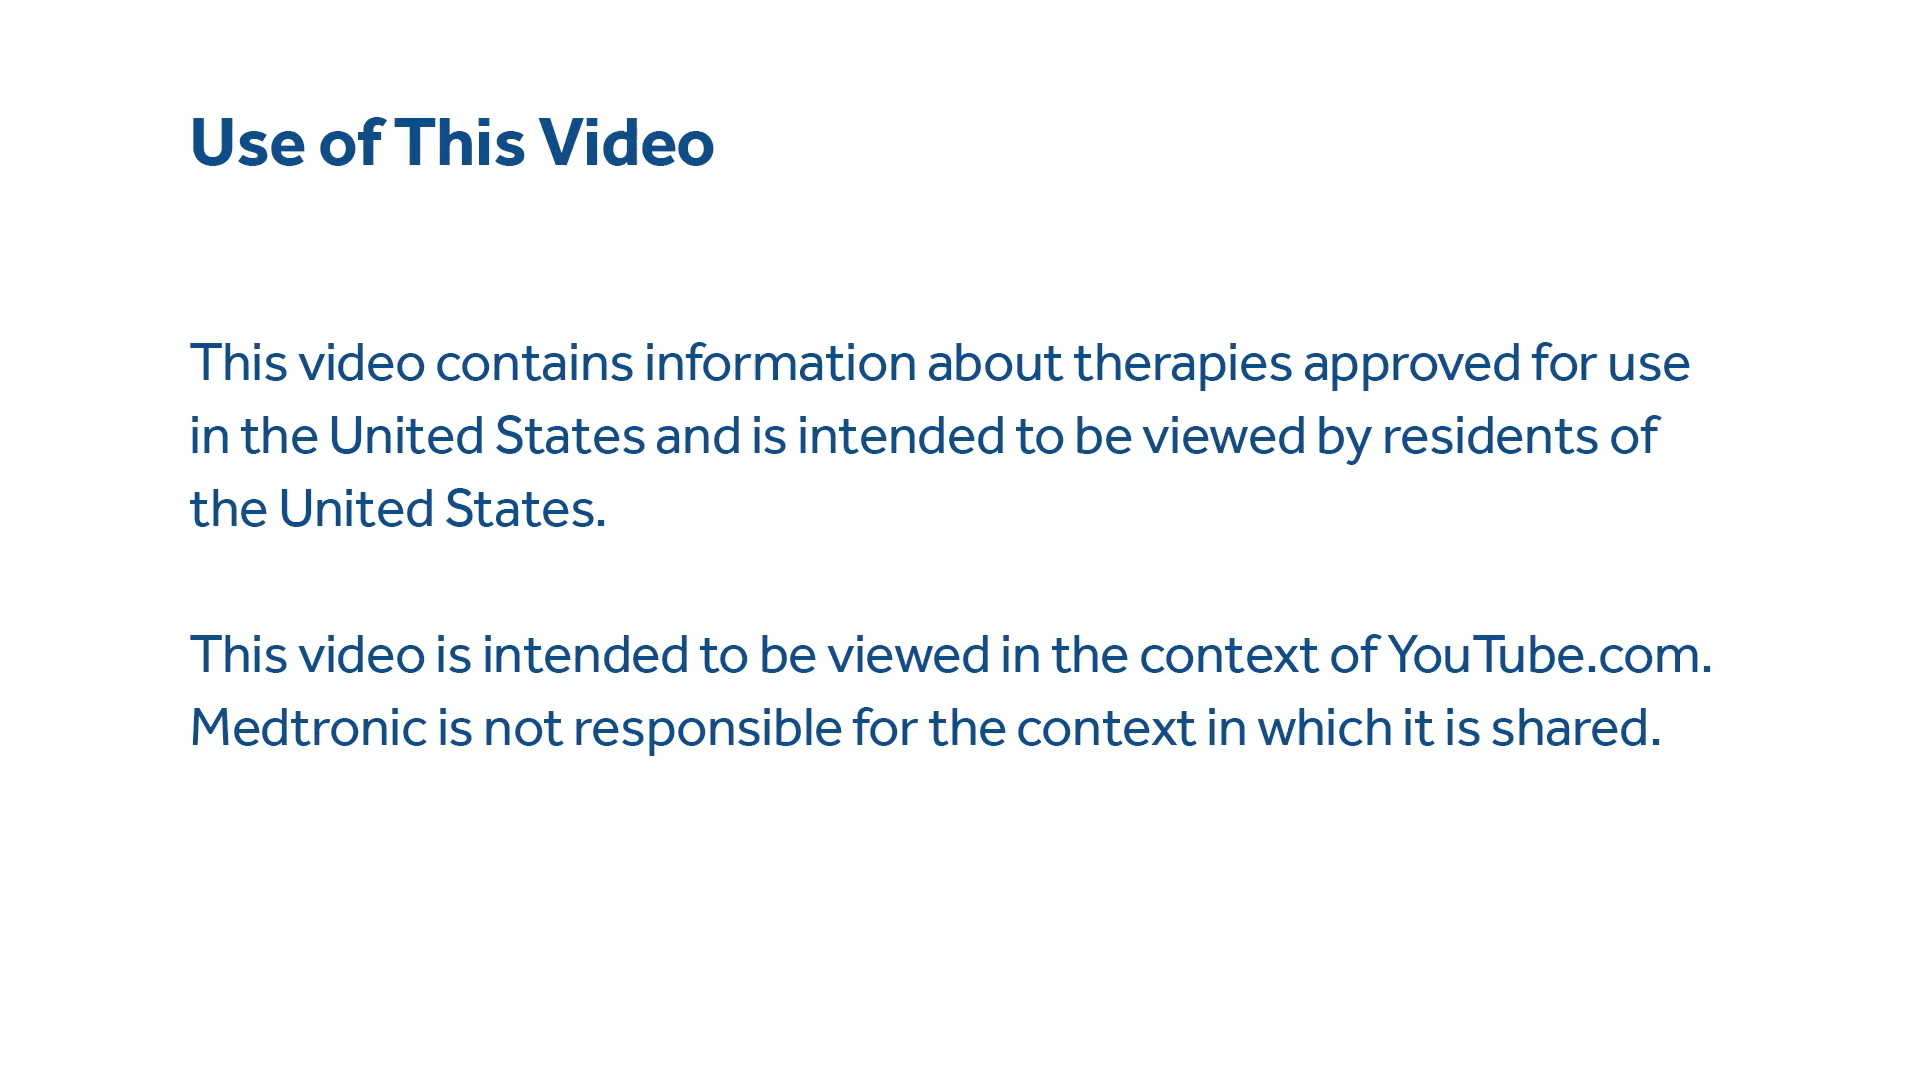 Use of This Video
This video contains information about therapies approved for use
in the United States and is intended to be viewed by residents of
the United States.
This video is intended to be viewed in the context of YouTube.com.
Medtronic is not responsible for the context in which it is shared.